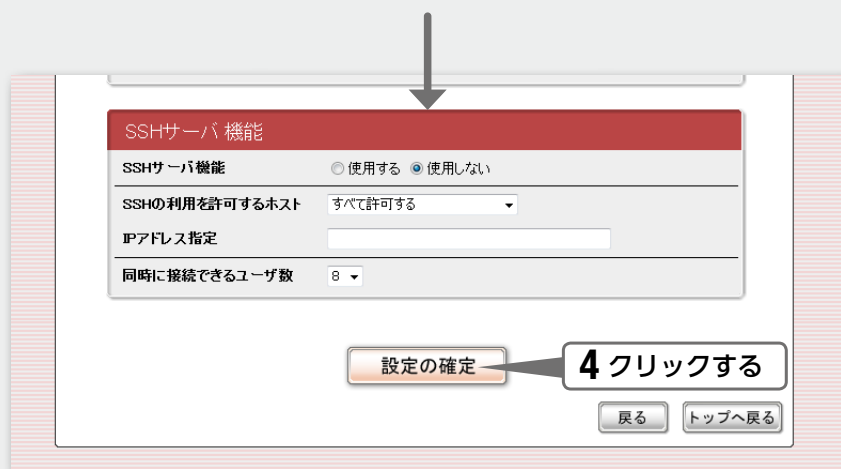 SSHサーバ 機能
SSHサーバ機能 使用する 使用しない
SSHの利用を許可するホスト すべて許可する
IPアドレス指定
同時に接続できるユーザ数 8
設定の確定 4 クリックする
戻る トップへ戻る